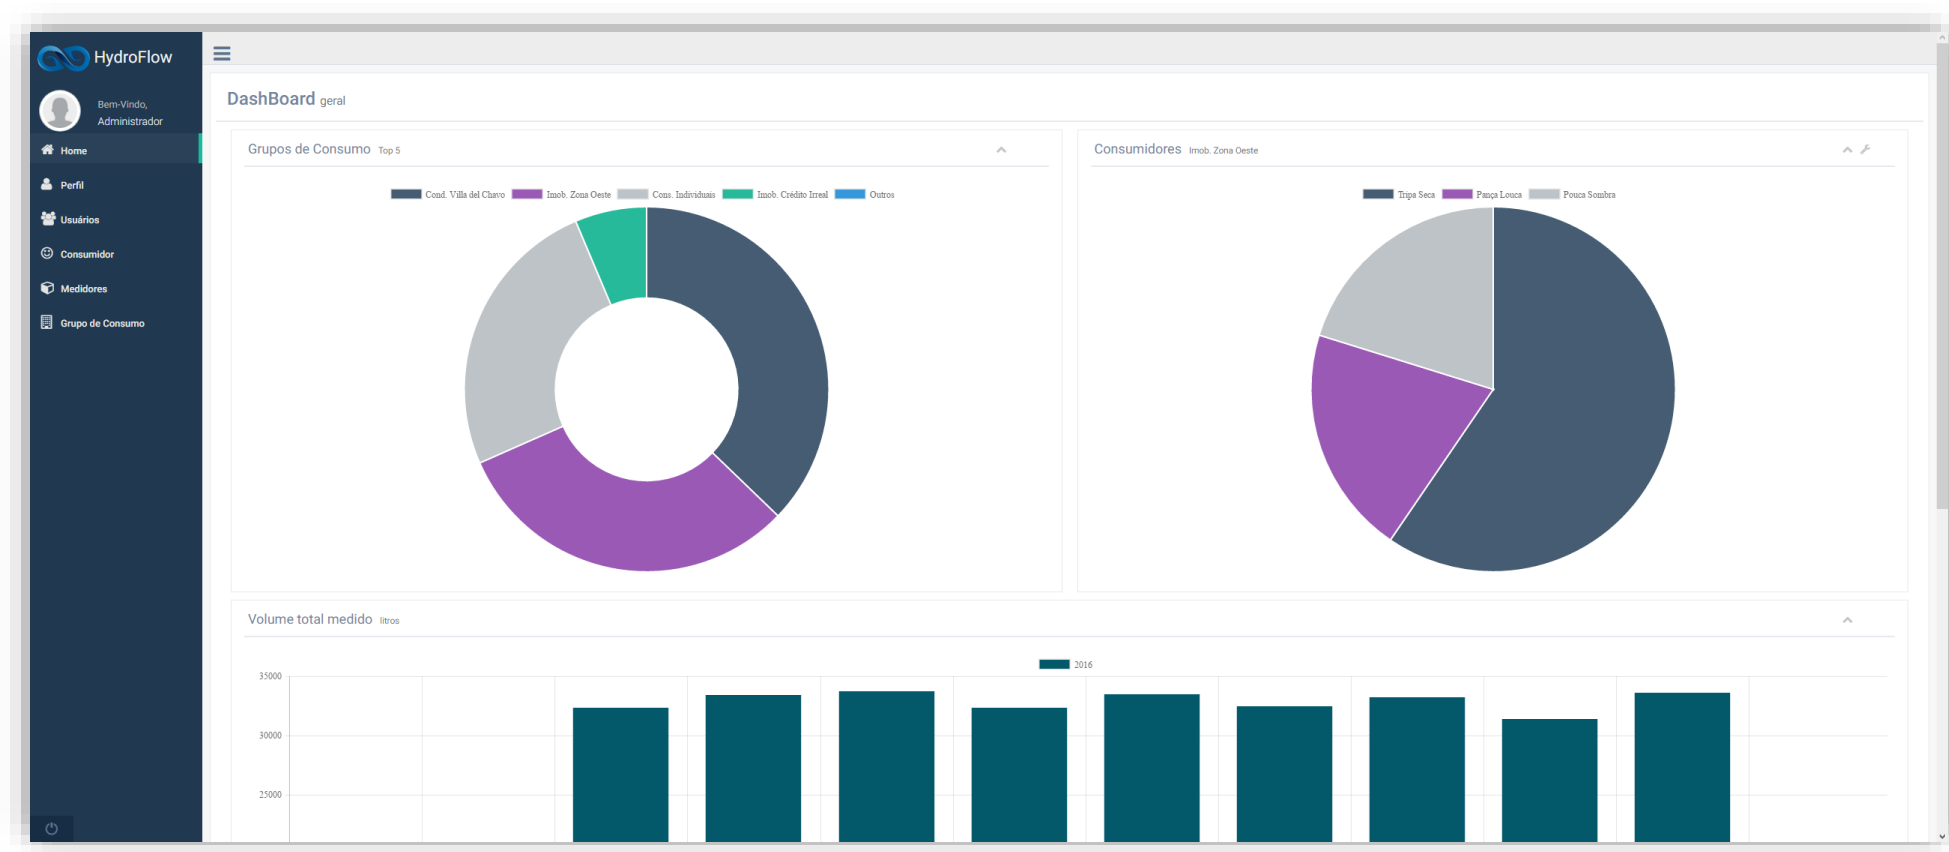 HydroFlow
Bem-Vindo,
Administrador
Home
Perfil
Usuários
Consumidor
Medidores
Grupo de Consumo
DashBoard geral
Grupos de Consumo Top 5
Cond. Villa del Chavo Imob. Zona Oeste Cons. Individuais Imob. Crédito Irreal Outros
Consumidores Imob. Zona Oeste
Tripa Seca Pança Louca Pouca Sombra
Volume total medido litros
2016
35000
30000
25000